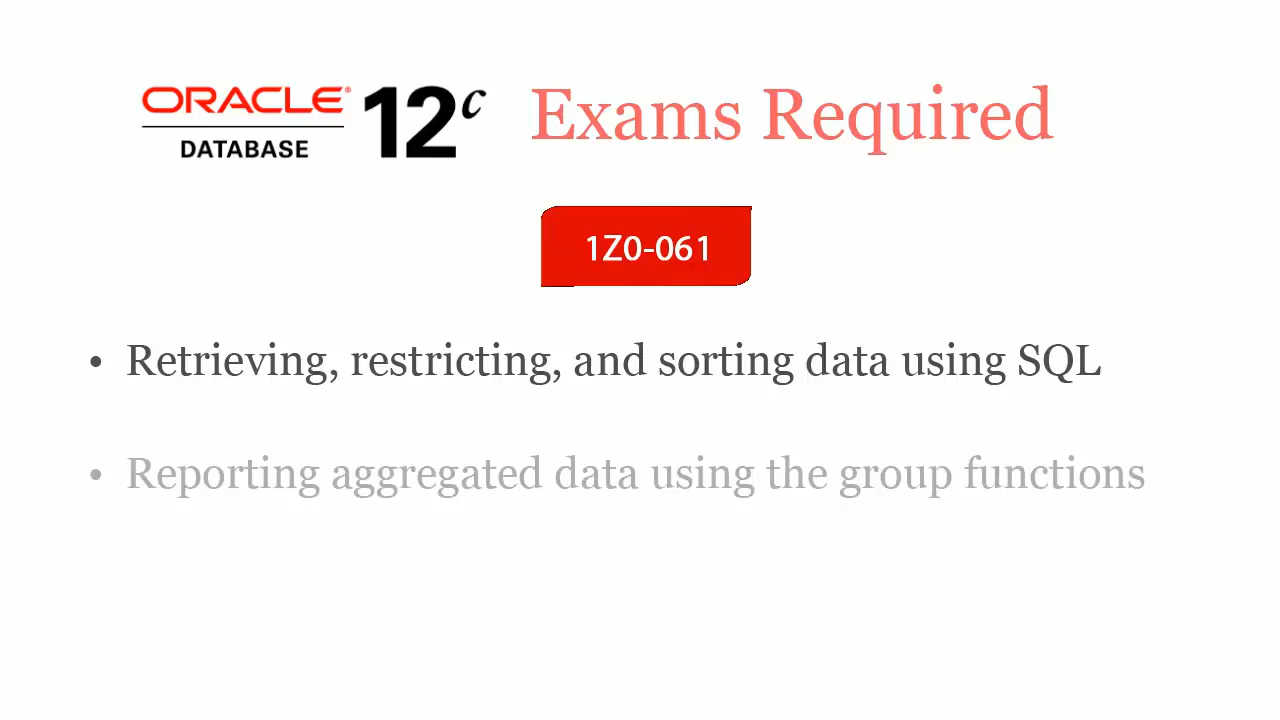 ORACLE® 12c Exams Required
DATABASE
1Z0-061
• Retrieving, restricting, and sorting data using SQL
• Reporting aggregated data using the group functions